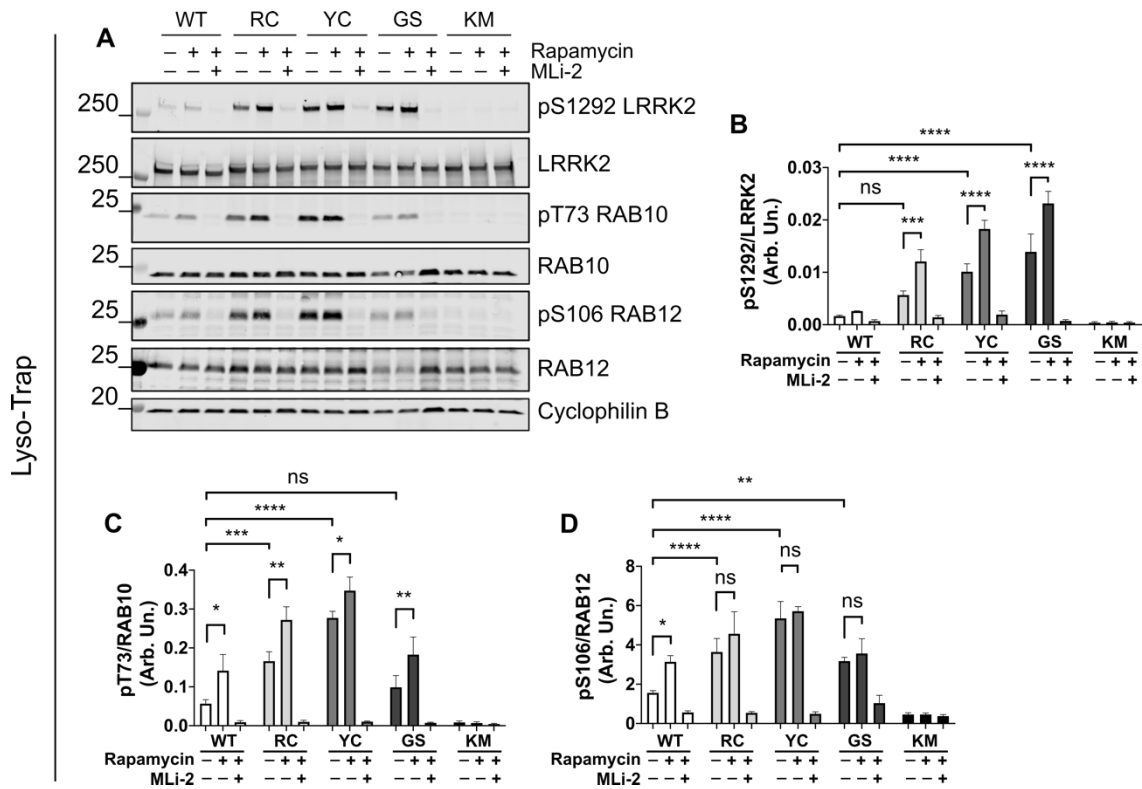 Lyso-Trap
A
WT RC YC GS KM
− + + − + + − + + − + + − + + Rapamycin
+ + + + + MLi-2
250 pS1292 LRRK2
250 LRRK2
25 pT73 RAB10
25 RAB10
25 pS106 RAB12
25 RAB12
20 Cyclophilin B
B
****
****
ns
***
****
****
pS1292/LRRK2
(Arb. Un.)
0.03
0.02
0.01
0.00
WT RC YC GS KM
Rapamycin − + + − + + − + + − + + − + +
MLi-2 − − + − − + − − + − − + − − +
C
ns
****
***
*
**
*
**
pT73/RAB10
(Arb. Un.)
0.4
0.3
0.2
0.1
0.0
WT RC YC GS KM
Rapamycin − + + − + + − + + − + + − + +
MLi-2 − − + − − + − − + − − + − − +
D
**
****
****
*
ns
ns
ns
pS106/RAB12
(Arb. Un.)
8
6
4
2
0
WT RC YC GS KM
Rapamycin − + + − + + − + + − + + − + +
MLi-2 − − + − − + − − + − − + − − +